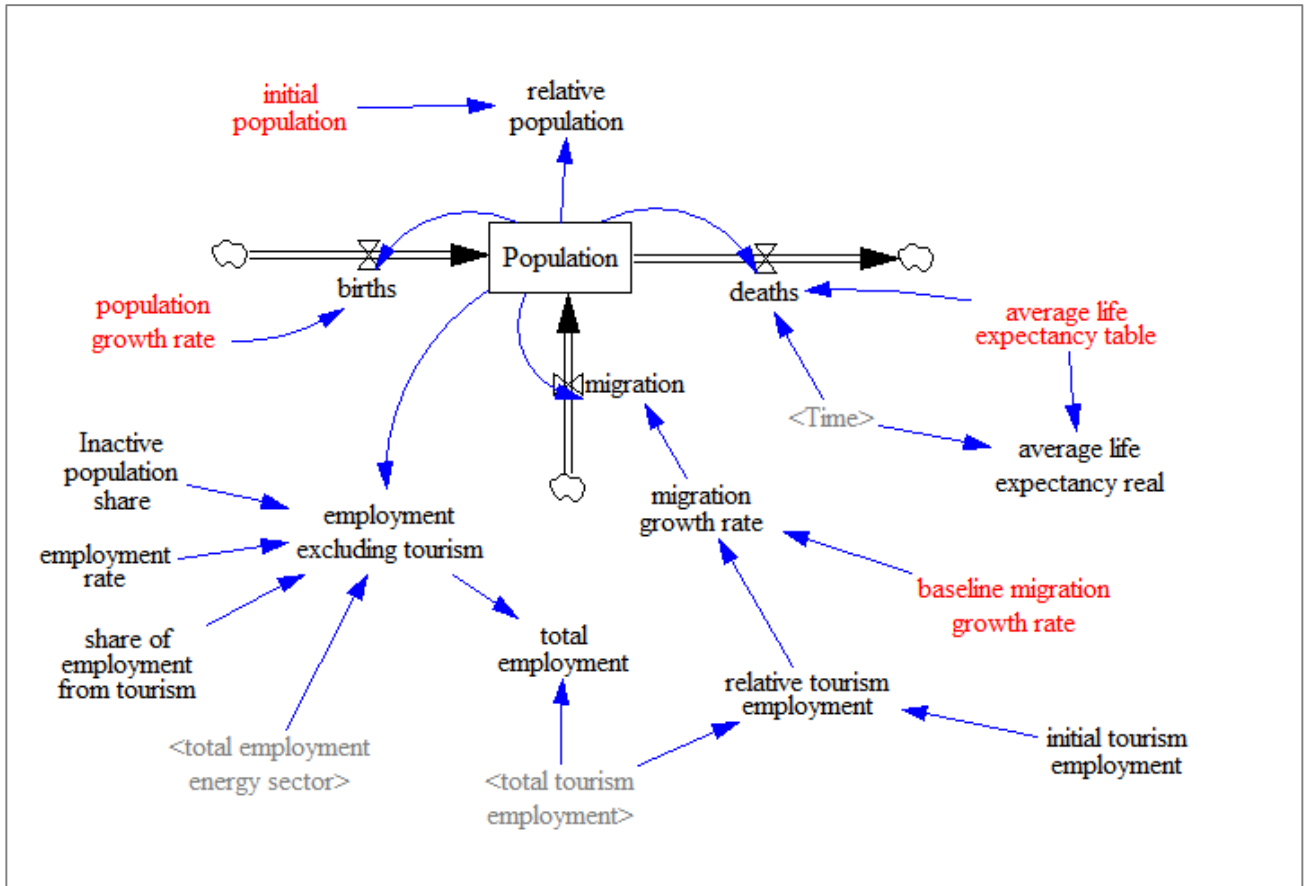 initial
population
relative
population
Population
births
deaths
population
growth rate
average life
expectancy table
migration
<Time>
average life
expectancy real
Inactive
population
share
employment
excluding tourism
migration
growth rate
employment
rate
baseline migration
growth rate
share of
employment
from tourism
total
employment
relative tourism
employment
initial tourism
employment
<total employment
energy sector>
<total tourism
employment>